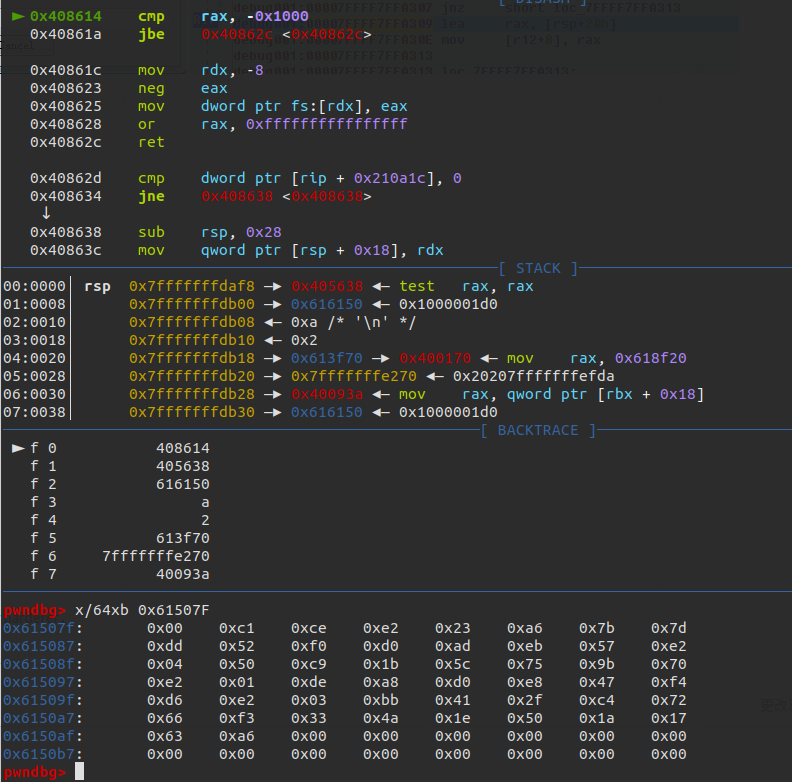 [ DISASM ]
► 0x408614 cmp rax, -0x1000
0x40861a jbe 0x40862c <0x40862c>
0x40861c mov rdx, -8
0x408623 neg eax
0x408625 mov dword ptr fs:[rdx], eax
0x408628 or rax, 0xffffffffffffffff
0x40862c ret
0x40862d cmp dword ptr [rip + 0x210a1c], 0
0x408634 jne 0x408638 <0x408638>
↓
0x408638 sub rsp, 0x28
0x40863c mov qword ptr [rsp + 0x18], rdx
[ STACK ]
00:0000│ rsp 0x7fffffffdaf8 —▸ 0x405638 ◂— test rax, rax
01:0008│ 0x7fffffffdb00 —▸ 0x616150 ◂— 0x1000001d0
02:0010│ 0x7fffffffdb08 ◂— 0xa /* '\n' */
03:0018│ 0x7fffffffdb10 ◂— 0x2
04:0020│ 0x7fffffffdb18 —▸ 0x613f70 —▸ 0x400170 ◂— mov rax, 0x618f20
05:0028│ 0x7fffffffdb20 —▸ 0x7fffffffe270 ◂— 0x20207fffffffefda
06:0030│ 0x7fffffffdb28 —▸ 0x40093a ◂— mov rax, qword ptr [rbx + 0x18]
07:0038│ 0x7fffffffdb30 —▸ 0x616150 ◂— 0x1000001d0
[ BACKTRACE ]
► f 0 408614
f 1 405638
f 2 616150
f 3 a
f 4 2
f 5 613f70
f 6 7fffffffe270
f 7 40093a
pwndbg> x/64xb 0x61507F
0x61507f: 0x00 0xc1 0xce 0xe2 0x23 0xa6 0x7b 0x7d
0x615087: 0xdd 0x52 0xf0 0xd0 0xad 0xeb 0x57 0xe2
0x61508f: 0x04 0x50 0xc9 0x1b 0x5c 0x75 0x9b 0x70
0x615097: 0xe2 0x01 0xde 0xa8 0xd0 0xe8 0x47 0xf4
0x61509f: 0xd6 0xe2 0x03 0xbb 0x41 0x2f 0xc4 0x72
0x6150a7: 0x66 0xf3 0x33 0x4a 0x1e 0x50 0x1a 0x17
0x6150af: 0x63 0xa6 0x00 0x00 0x00 0x00 0x00 0x00
0x6150b7: 0x00 0x00 0x00 0x00 0x00 0x00 0x00 0x00
pwndbg>